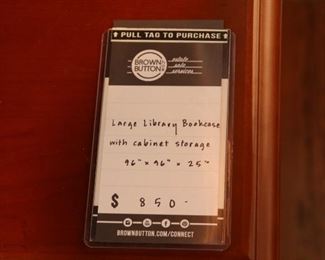 ↑ PULL TAG TO PURCHASE ↑
BROWN
BUTTON
estate
sale
services
Large Library Bookcase
with cabinet storage
96" x 96" x 25"
$ 850-
BROWNBUTTON.COM/CONNECT